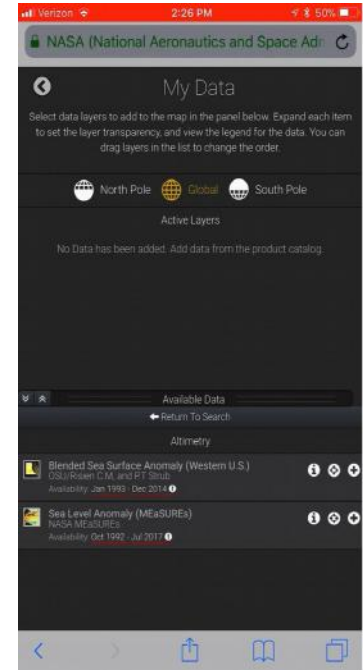 Verizon 2:26 PM 50%
NASA (National Aeronautics and Space Adm
My Data
Select data layers to add to the map in the panel below. Expand each item
to set the layer transparency, and view the legend for the data. You can
drag layers in the list to change the order.
North Pole Global South Pole
Active Layers
No Data has been added. Add data from the product catalog
Available Data
Return To Search
Altimetry
Blended Sea Surface Anomaly (Western U.S.)
OSU/Risien C.M, and P.T Strub
Availability: Jan 1993 - Dec 2014
Sea Level Anomaly (MEaSUREs)
NASA MEaSUREs
Availability: Oct 1992 - Jul 2017